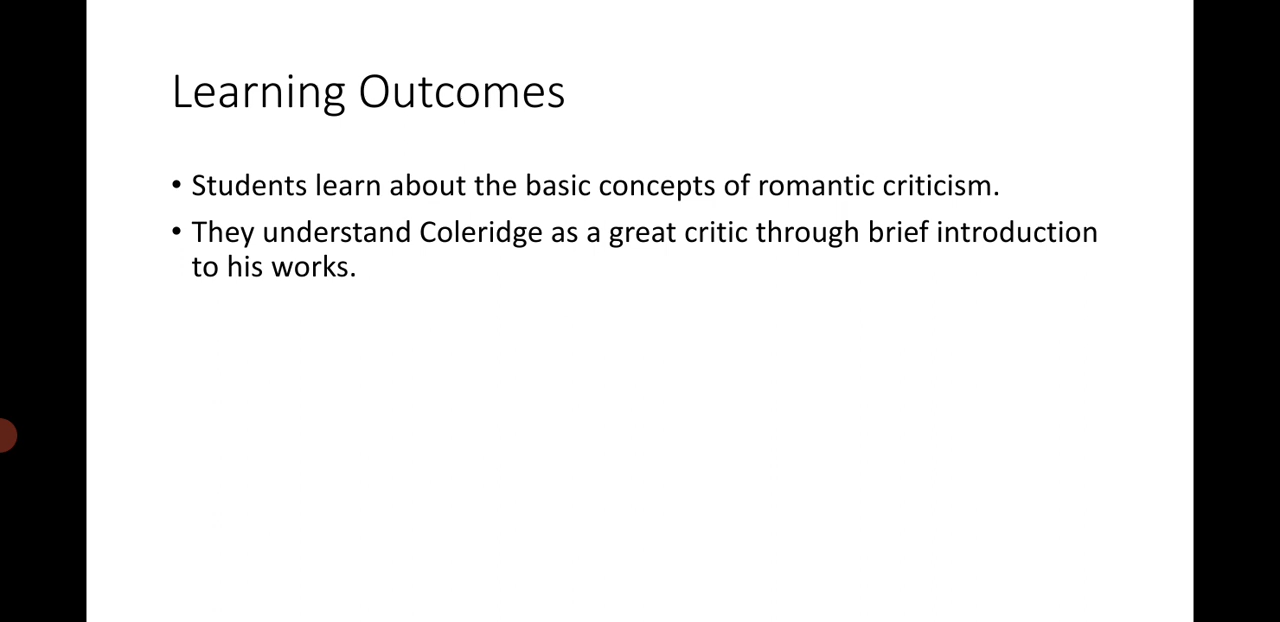 Learning Outcomes
• Students learn about the basic concepts of romantic criticism.
• They understand Coleridge as a great critic through brief introduction
to his works.